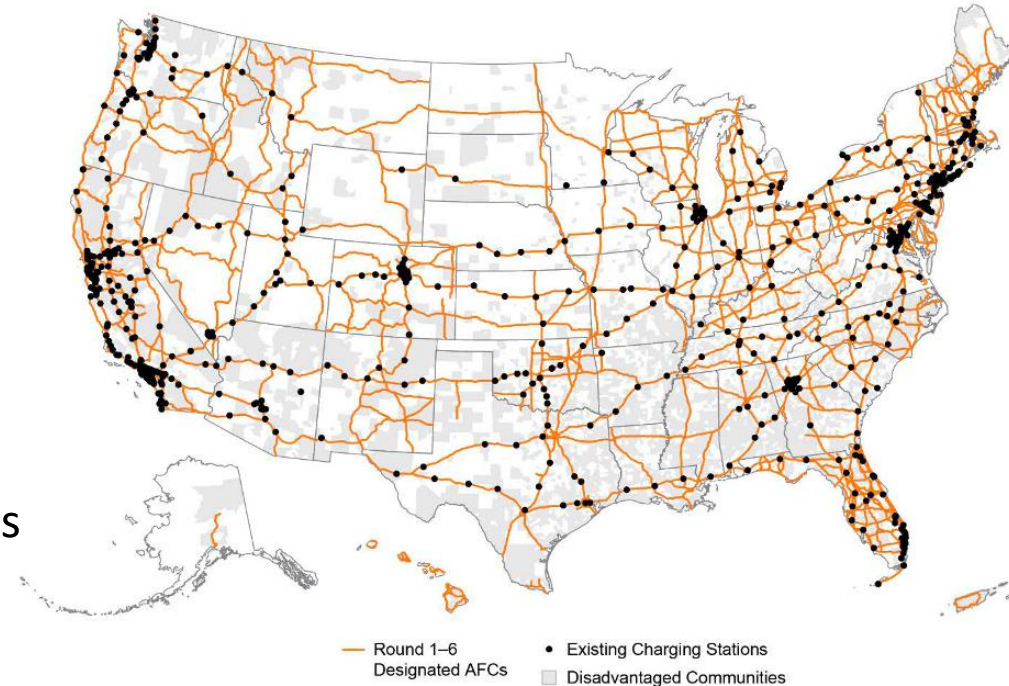 s
Round 1–6
Designated AFCs
Existing Charging Stations
Disadvantaged Communities